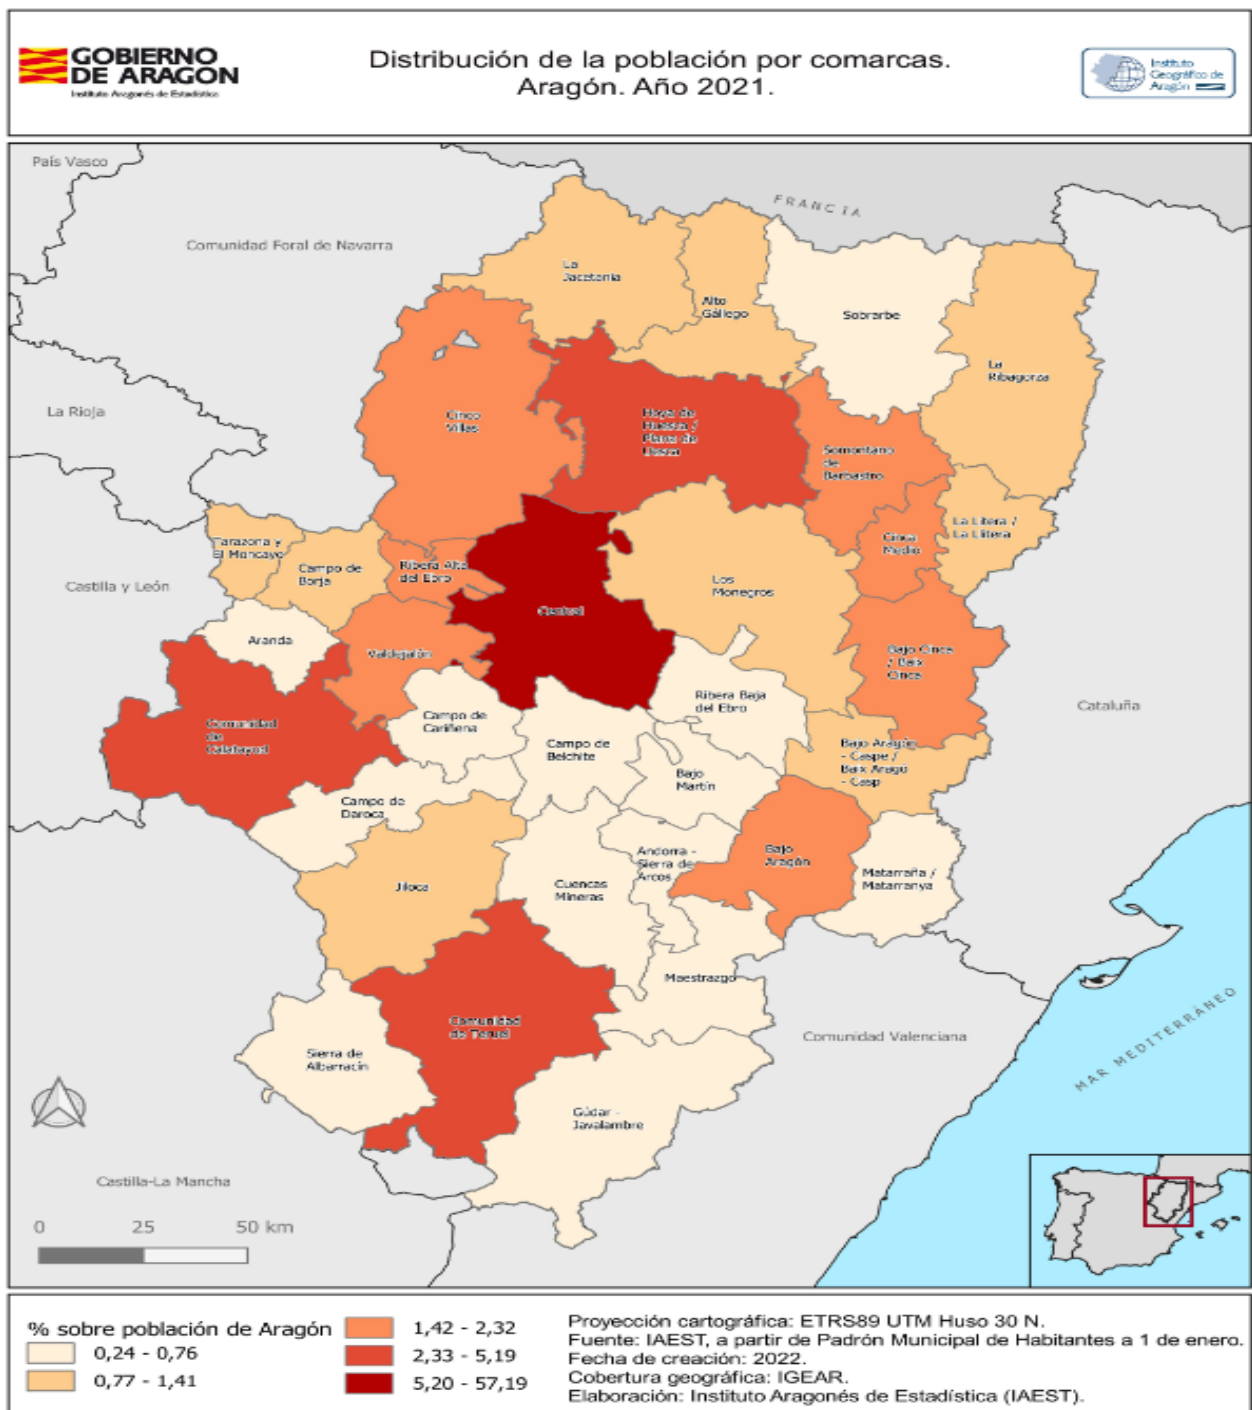 GOBIERNO
DE ARAGON
Instituto Aragonés de Estadística
Distribución de la población por comarcas.
Aragón. Año 2021.
Instituto
Geográfico de
Aragón
País Vasco
FRANCIA
Comunidad Foral de Navarra
La
Jacetania
Alto
Gállego
Sobrarbe
La
Ribagorza
La Rioja
Cinco
Villas
Hoya de
Huesca /
Plana de
Uesca
Somontano
de
Barbastro
La Litera /
La Llitera
Cinca
Medio
Tarazona y
El Moncayo
Campo de
Borja
Ribera Alta
del Ebro
Castilla y León
Los
Monegros
Central
Aranda
Valdejalón
Bajo Cinca
/ Baix
Cinca
Ribera Baja
del Ebro
Cataluña
Comunidad
de
Calatayud
Campo de
Cariñena
Campo de
Belchite
Bajo Aragón
- Caspe /
Baix Aragó
- Casp
Bajo
Martín
Campo de
Daroca
Andorra -
Sierra de
Arcos
Bajo
Aragón
Matarraña /
Matarranya
Jiloca
Cuencas
Mineras
Maestrazgo
Comunidad
de Teruel
Comunidad Valenciana
MAR MEDITERRÁNEO
Sierra de
Albarracín
Gúdar -
Javalambre
Castilla-La Mancha
0 25 50 km
% sobre población de Aragón
0,24 - 0,76
0,77 - 1,41
1,42 - 2,32
2,33 - 5,19
5,20 - 57,19
Proyección cartográfica: ETRS89 UTM Huso 30 N.
Fuente: IAEST, a partir de Padrón Municipal de Habitantes a 1 de enero.
Fecha de creación: 2022.
Cobertura geográfica: IGEAR.
Elaboración: Instituto Aragonés de Estadística (IAEST).